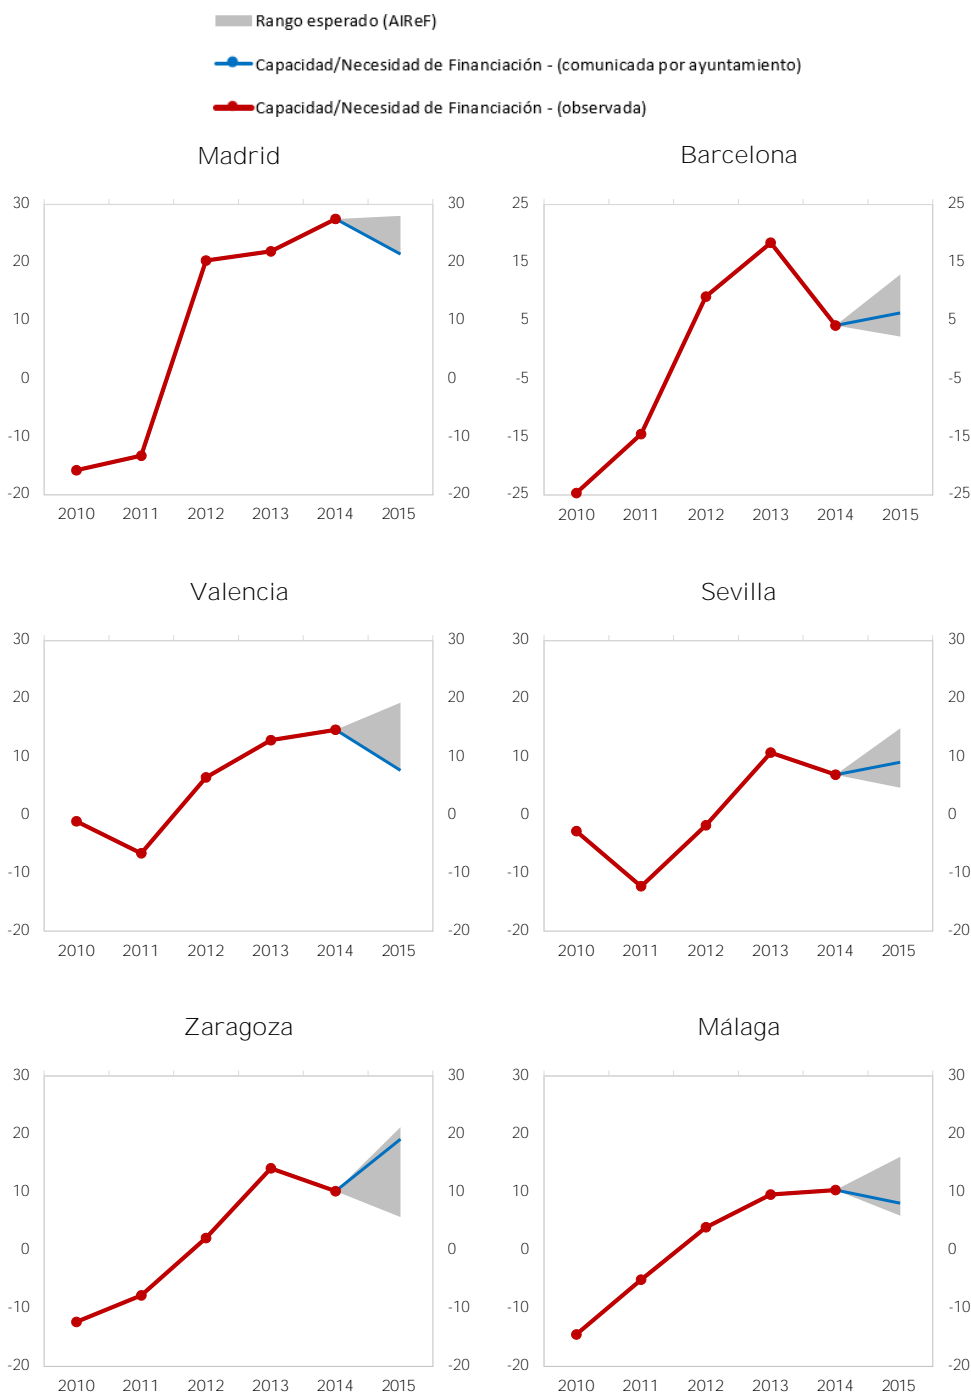 Rango esperado (AIReF)
Capacidad/Necesidad de Financiación - (comunicada por ayuntamiento)
Capacidad/Necesidad de Financiación - (observada)
Madrid
30 30
20 20
10 10
0 0
-10 -10
-20 -20
2010 2011 2012 2013 2014 2015
Barcelona
25 25
15 15
5 5
-5 -5
-15 -15
-25 -25
2010 2011 2012 2013 2014 2015
Valencia
30 30
20 20
10 10
0 0
-10 -10
-20 -20
2010 2011 2012 2013 2014 2015
Sevilla
30 30
20 20
10 10
0 0
-10 -10
-20 -20
2010 2011 2012 2013 2014 2015
Zaragoza
30 30
20 20
10 10
0 0
-10 -10
-20 -20
2010 2011 2012 2013 2014 2015
Málaga
30 30
20 20
10 10
0 0
-10 -10
-20 -20
2010 2011 2012 2013 2014 2015